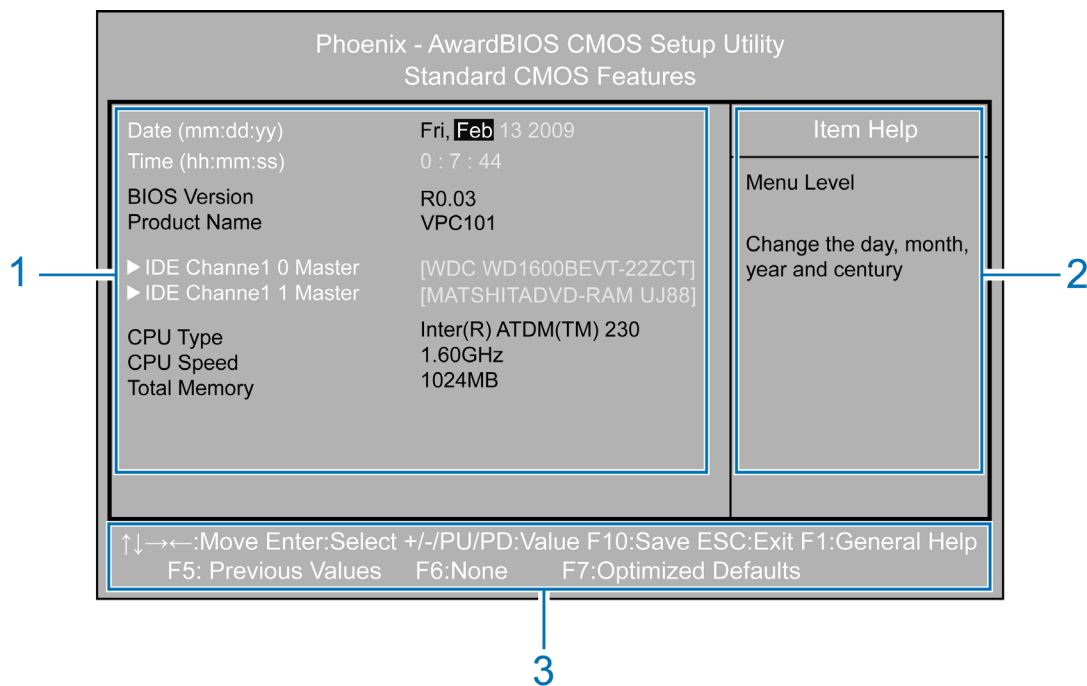 Phoenix - AwardBIOS CMOS Setup Utility
Standard CMOS Features
Date (mm:dd:yy) Fri, Feb 13 2009
Time (hh:mm:ss) 0 : 7 : 44
BIOS Version R0.03
Product Name VPC101
▶IDE Channe1 0 Master [WDC WD1600BEVT-22ZCT]
▶IDE Channe1 1 Master [MATSHITADVD-RAM UJ88]
CPU Type Inter(R) ATDM(TM) 230
CPU Speed 1.60GHz
Total Memory 1024MB
Item Help
Menu Level
Change the day, month,
year and century
↑↓→←:Move Enter:Select +/-/PU/PD:Value F10:Save ESC:Exit F1:General Help
F5: Previous Values F6:None F7:Optimized Defaults
1
2
3